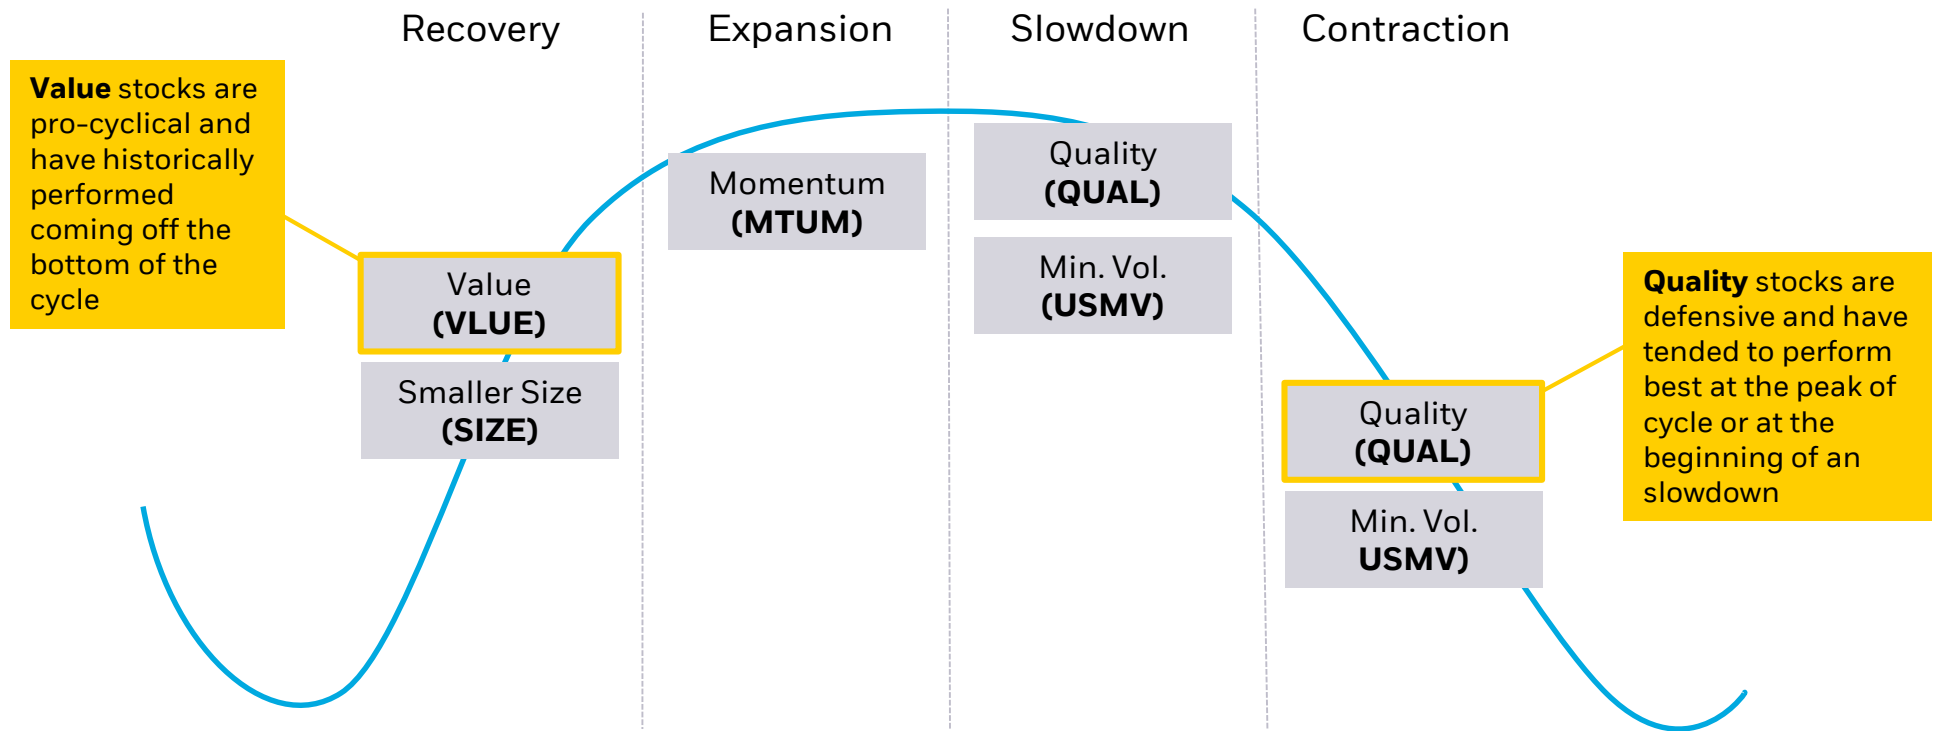 Recovery
Expansion
Slowdown
Contraction
Value stocks are
pro-cyclical and
have historically
performed
coming off the
bottom of the
cycle
Value
(VLUE)
Smaller Size
(SIZE)
Momentum
(MTUM)
Quality
(QUAL)
Min. Vol.
(USMV)
Quality
(QUAL)
Min. Vol.
USMV)
Quality stocks are
defensive and have
tended to perform
best at the peak of
cycle or at the
beginning of an
slowdown